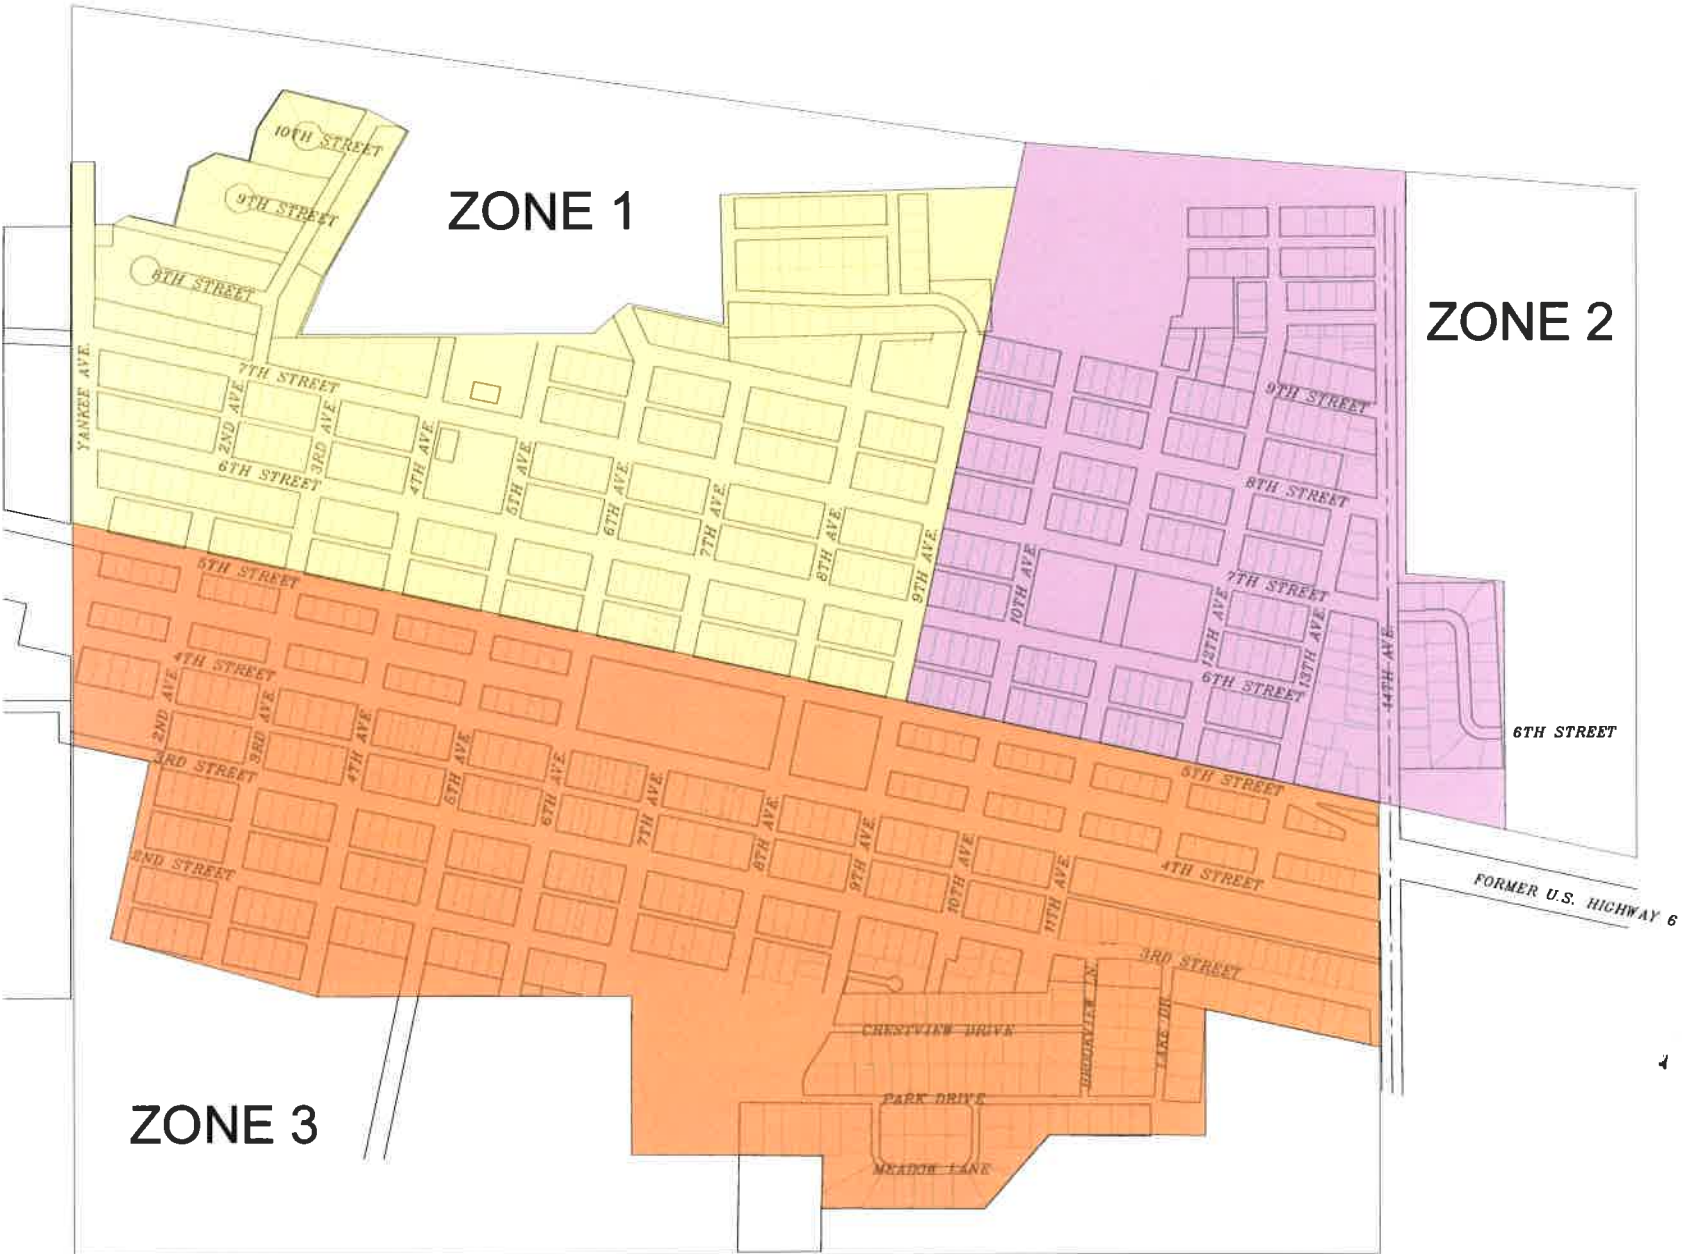 10TH STREET
9TH STREET
8TH STREET
ZONE 1
ZONE 2
YANKEE AVE.
7TH STREET
2ND AVE.
3RD AVE.
6TH STREET
4TH AVE.
5TH AVE.
6TH AVE.
7TH AVE.
8TH AVE.
9TH AVE.
9TH STREET
8TH STREET
10TH AVE.
7TH STREET
12TH AVE.
13TH AVE.
6TH STREET
14TH AVE.
6TH STREET
5TH STREET
4TH STREET
2ND AVE.
3RD AVE.
4TH AVE.
3RD STREET
5TH AVE.
6TH AVE.
7TH AVE.
8TH AVE.
9TH AVE.
10TH AVE.
11TH AVE.
5TH STREET
4TH STREET
FORMER U.S. HIGHWAY 6
2ND STREET
3RD STREET
BROOKVIEW LN.
LAKE DR.
CRESTVIEW DRIVE
PARK DRIVE
MEADOW LANE
ZONE 3